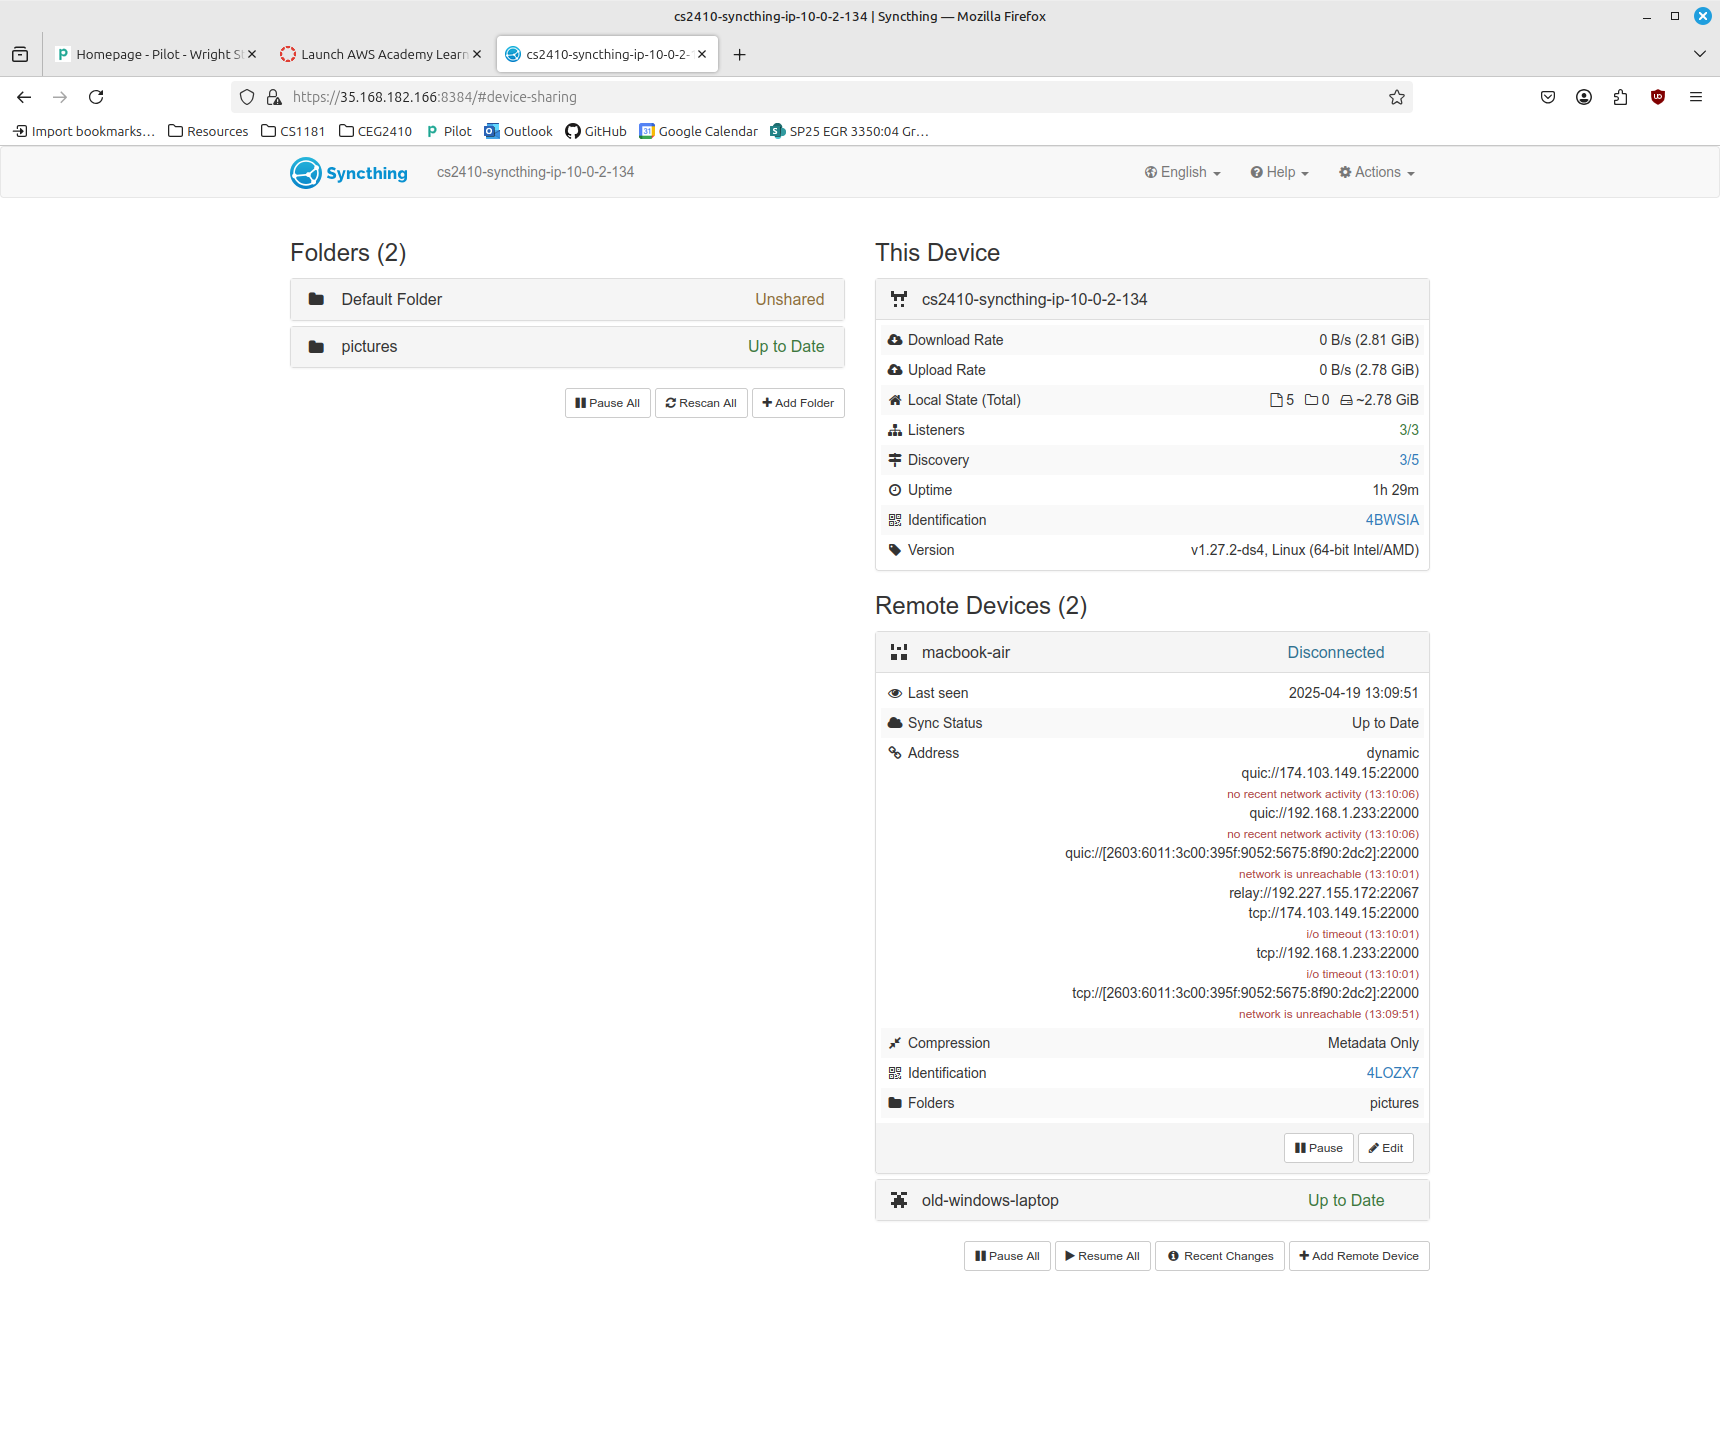 cs2410-syncthing-ip-10-0-2-134 | Syncthing — Mozilla Firefox
Homepage - Pilot - Wright S
Launch AWS Academy Learn
cs2410-syncthing-ip-10-0-2-
https://35.168.182.166:8384/#device-sharing
Import bookmarks... Resources CS1181 CEG2410 Pilot Outlook GitHub Google Calendar SP25 EGR 3350:04 Gr...
Syncthing cs2410-syncthing-ip-10-0-2-134 English Help Actions
Folders (2)
Default Folder Unshared
pictures Up to Date
Pause All Rescan All Add Folder
This Device
cs2410-syncthing-ip-10-0-2-134
Download Rate 0 B/s (2.81 GiB)
Upload Rate 0 B/s (2.78 GiB)
Local State (Total) 5 0 ~2.78 GiB
Listeners 3/3
Discovery 3/5
Uptime 1h 29m
Identification 4BWSIA
Version v1.27.2-ds4, Linux (64-bit Intel/AMD)
Remote Devices (2)
macbook-air Disconnected
Last seen 2025-04-19 13:09:51
Sync Status Up to Date
Address dynamic
quic://174.103.149.15:22000
no recent network activity (13:10:06)
quic://192.168.1.233:22000
no recent network activity (13:10:06)
quic://[2603:6011:3c00:395f:9052:5675:8f90:2dc2]:22000
network is unreachable (13:10:01)
relay://192.227.155.172:22067
tcp://174.103.149.15:22000
i/o timeout (13:10:01)
tcp://192.168.1.233:22000
i/o timeout (13:10:01)
tcp://[2603:6011:3c00:395f:9052:5675:8f90:2dc2]:22000
network is unreachable (13:09:51)
Compression Metadata Only
Identification 4LOZX7
Folders pictures
Pause Edit
old-windows-laptop Up to Date
Pause All Resume All Recent Changes Add Remote Device